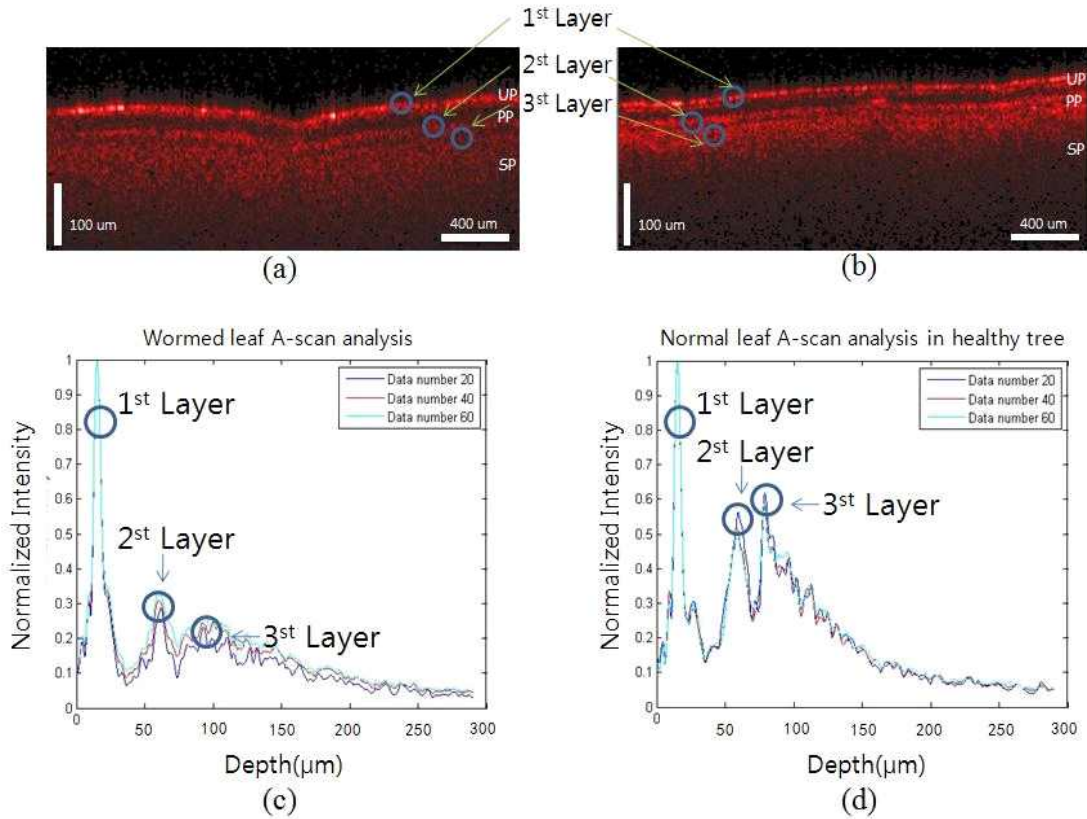 1st Layer
2st Layer
3st Layer
UP
PP
SP
100 um
400 um
UP
PP
SP
100 um
400 um
(a)
(b)
Wormed leaf A-scan analysis
Normalized Intensity
1
0.9
0.8
0.7
0.6
0.5
0.4
0.3
0.2
0.1
0
Data number 20
Data number 40
Data number 60
1st Layer
2st Layer
3st Layer
0 50 100 150 200 250 300
Depth(μm)
(c)
Normal leaf A-scan analysis in healthy tree
Normalized Intensity
1
0.9
0.8
0.7
0.6
0.5
0.4
0.3
0.2
0.1
0
Data number 20
Data number 40
Data number 60
1st Layer
2st Layer
3st Layer
0 50 100 150 200 250 300
Depth(μm)
(d)